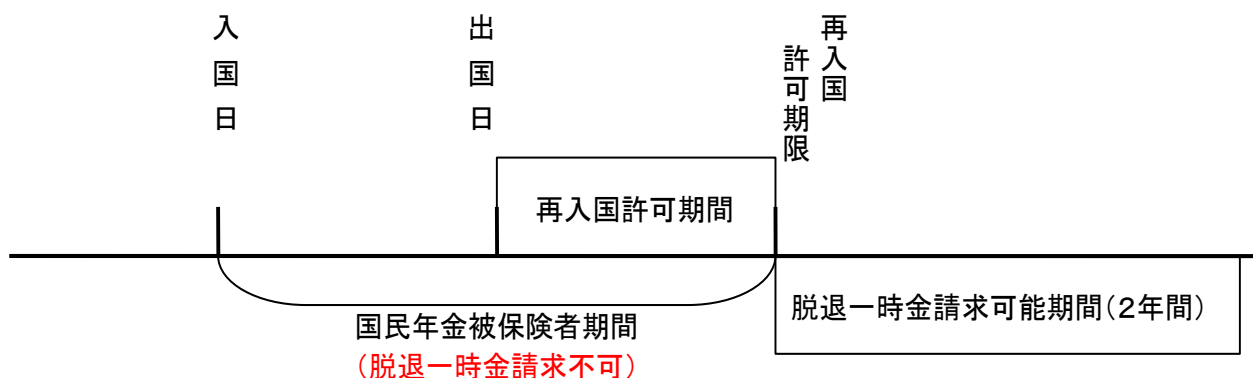 入国日
出国日
再入国
許可期限
再入国許可期間
国民年金被保険者期間
（脱退一時金請求不可）
脱退一時金請求可能期間（２年間）